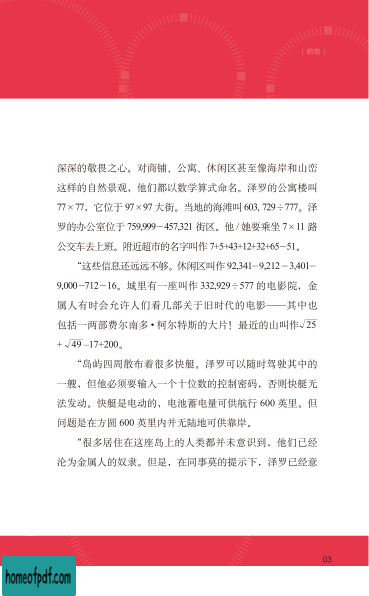 | 前言 |
深深的敬畏之心。对商铺、公寓、休闲区甚至像海岸和山峦
这样的自然景观，他们都以数学算式命名。泽罗的公寓楼叫
77×77，它位于 97×97 大街。当地的海滩叫 603, 729÷777。泽
罗的办公室位于 759,999−457,321 街区。他 / 她要乘坐 7×11 路
公交车去上班。附近超市的名字叫作 7+5+43+12+32+65−51。
“这些信息还远远不够。休闲区叫作 92,341−9,212−3,401−
9,000−712−16。城里有一座叫作 332,929÷577 的电影院，金
属人有时会允许人们看几部关于旧时代的电影——其中也
包括一两部费尔南多·柯尔特斯的大片！最近的山叫作√25
+ √49 −17+200。
“岛屿四周散布着很多快艇。泽罗可以随时驾驶其中的
一艘，但他必须要输入一个十位数的控制密码，否则快艇无
法发动。快艇是电动的，电池蓄电量可供航行 600 英里。但
问题是在方圆 600 英里内并无陆地可供靠岸。
“很多居住在这座岛上的人类都并未意识到，他们已经
沦为金属人的奴隶。但是，在同事莫的提示下，泽罗已经意
03
homeofpdf.com